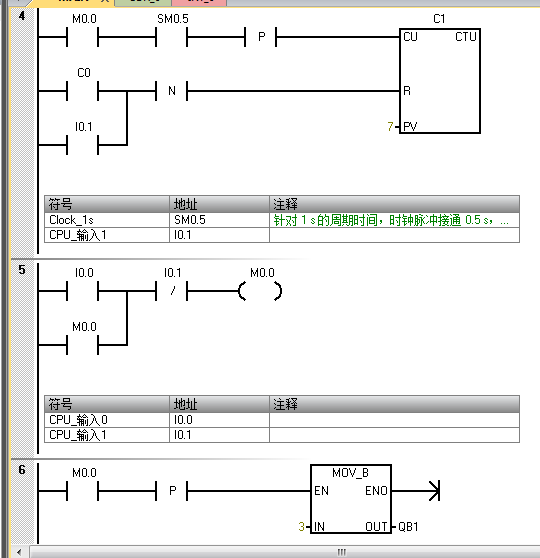 4
M0.0 SM0.5 C1
P CU CTU
C0
N R
I0.1
7 PV
符号 地址 注释
Clock_1s SM0.5 针对 1 s的周期时间，时钟脉冲接通 0.5 s，...
CPU_输入1 I0.1
5
I0.0 I0.1 M0.0
/
M0.0
符号 地址 注释
CPU_输入0 I0.0
CPU_输入1 I0.1
6
M0.0 MOV_B
P EN ENO
3 IN OUT QB1